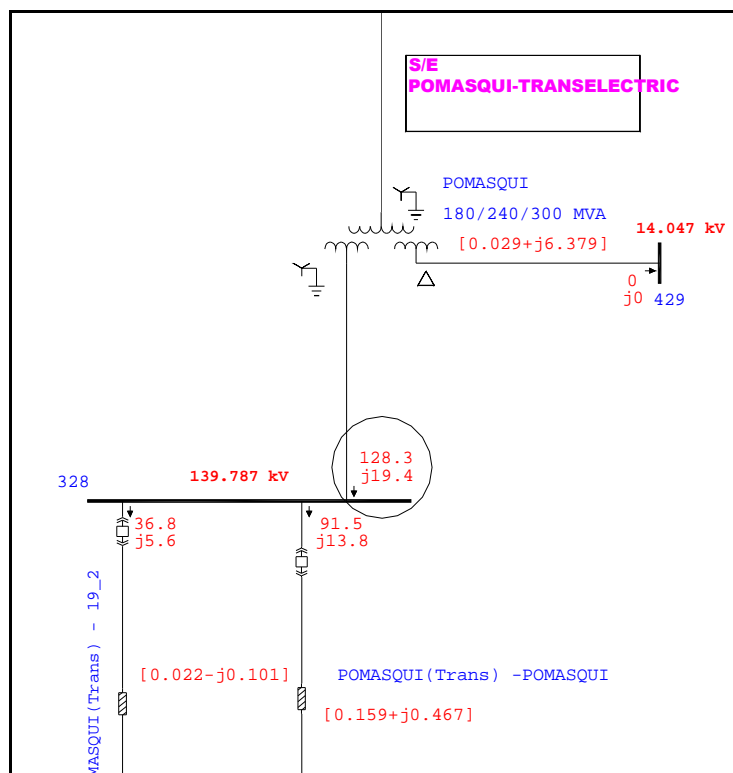 S/E
POMASQUI-TRANSELECTRIC
POMASQUI
180/240/300 MVA
[0.029+j6.379]
14.047 kV
0
j0
429
128.3
j19.4
139.787 kV
328
36.8
j5.6
91.5
j13.8
MASQUI(Trans) - 19_2
[0.022-j0.101]
POMASQUI(Trans) -POMASQUI
[0.159+j0.467]